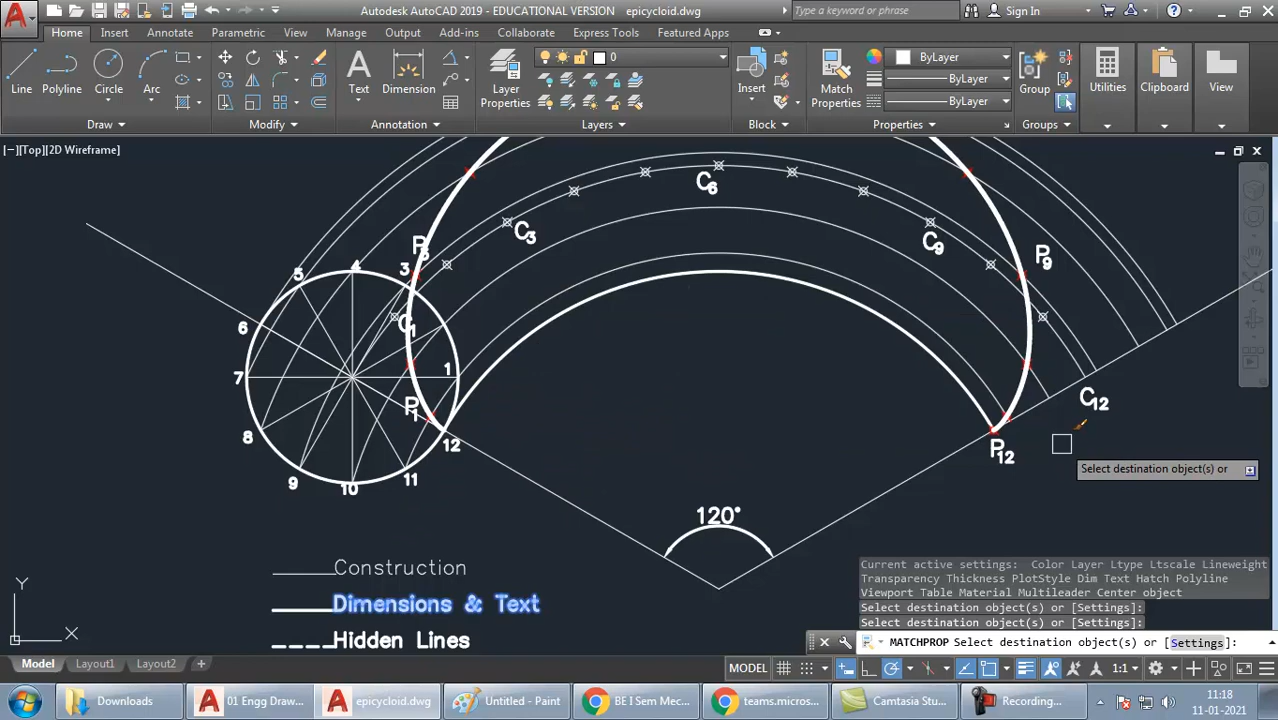 Autodesk AutoCAD 2019 - EDUCATIONAL VERSION epicycloid.dwg
Type a keyword or phrase
Sign In
Home Insert Annotate Parametric View Manage Output Add-ins Collaborate Express Tools Featured Apps
Line Polyline Circle Arc
Text Dimension
Layer Properties
0
Insert
Match Properties
ByLayer
ByLayer
ByLayer
Group
Utilities
Clipboard
View
Draw Modify Annotation Layers Block Properties Groups
[−][Top][2D Wireframe]
C6
C3
C9
P3
P9
5 4 3
6
C1
7 1
P1
C12
8 12
P12
9 10 11
Select destination object(s) or
120°
Construction
Dimensions & Text
Hidden Lines
Y
X
Current active settings: Color Layer Ltype Ltscale Lineweight
Transparency Thickness PlotStyle Dim Text Hatch Polyline
Viewport Table Material Multileader Center object
Select destination object(s) or [Settings]:
Select destination object(s) or [Settings]:
MATCHPROP Select destination object(s) or [Settings]:
Model Layout1 Layout2 +
MODEL
1:1
Downloads
01 Engg Draw...
epicycloid.dwg
Untitled - Paint
BE I Sem Mec...
teams.micros...
Camtasia Stu...
Recording...
11:18
11-01-2021